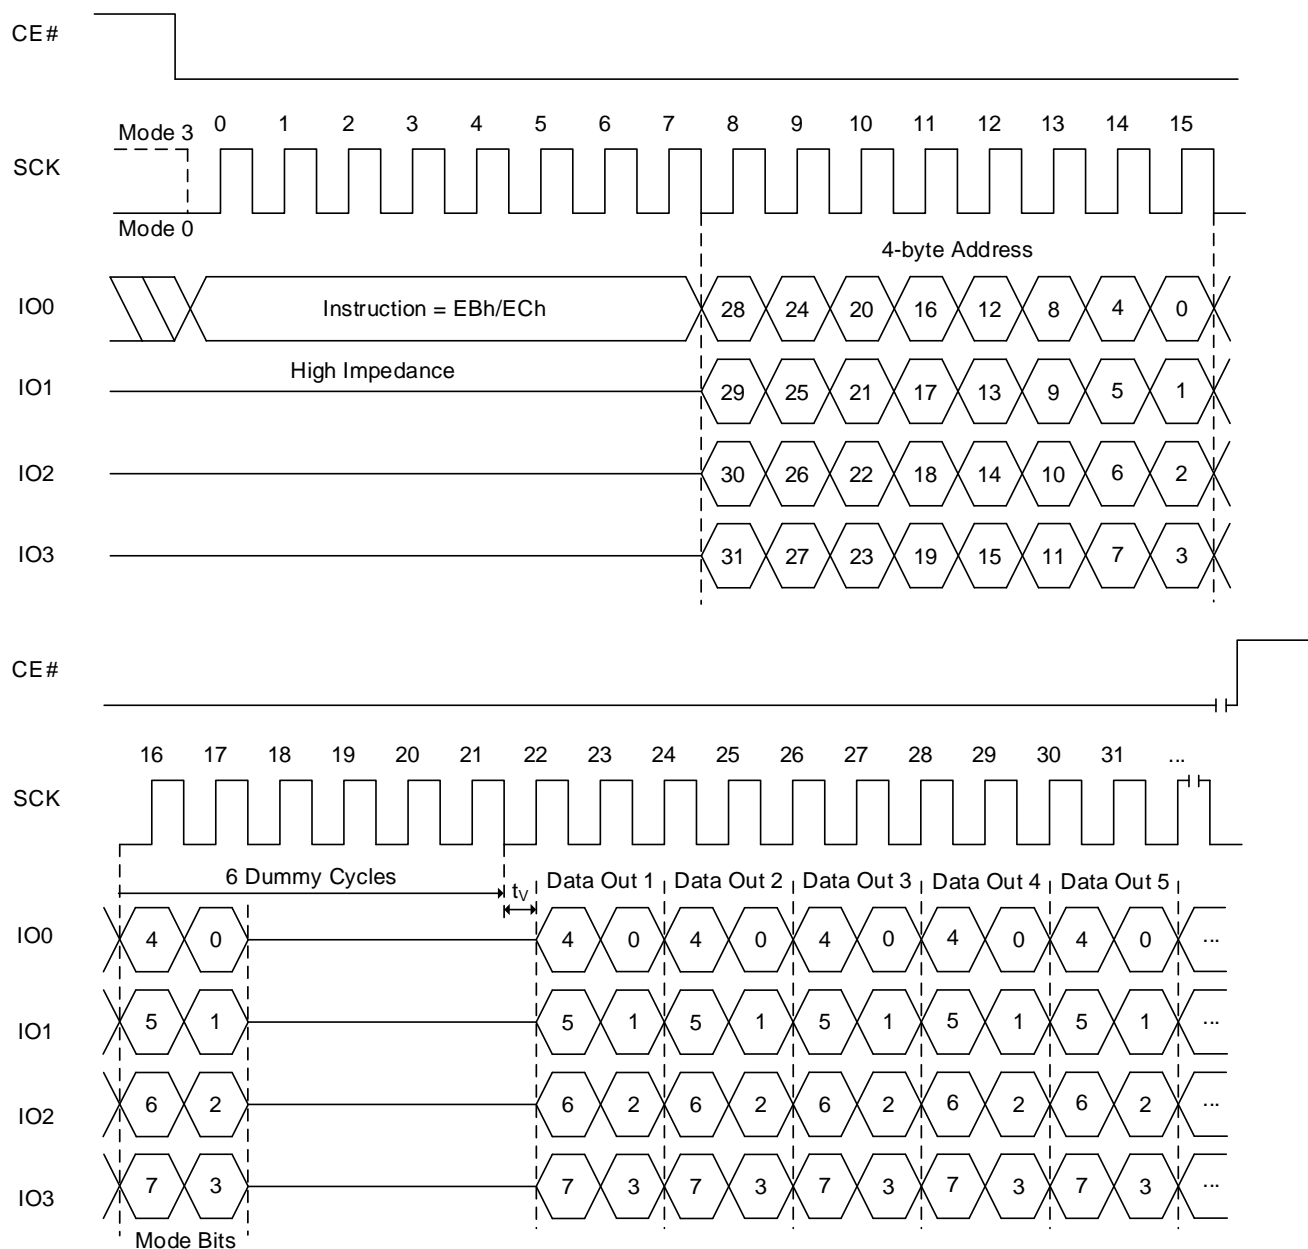 CE#
Mode 3 0 1 2 3 4 5 6 7 8 9 10 11 12 13 14 15
SCK
Mode 0
4-byte Address
IO0 Instruction = EBh/ECh 28 24 20 16 12 8 4 0
High Impedance
IO1 29 25 21 17 13 9 5 1
IO2 30 26 22 18 14 10 6 2
IO3 31 27 23 19 15 11 7 3
CE#
16 17 18 19 20 21 22 23 24 25 26 27 28 29 30 31 ...
SCK
6 Dummy Cycles tV Data Out 1 Data Out 2 Data Out 3 Data Out 4 Data Out 5
IO0 4 0 4 0 4 0 4 0 4 0 4 0 ...
IO1 5 1 5 1 5 1 5 1 5 1 5 1 ...
IO2 6 2 6 2 6 2 6 2 6 2 6 2 ...
IO3 7 3 7 3 7 3 7 3 7 3 7 3 ...
Mode Bits